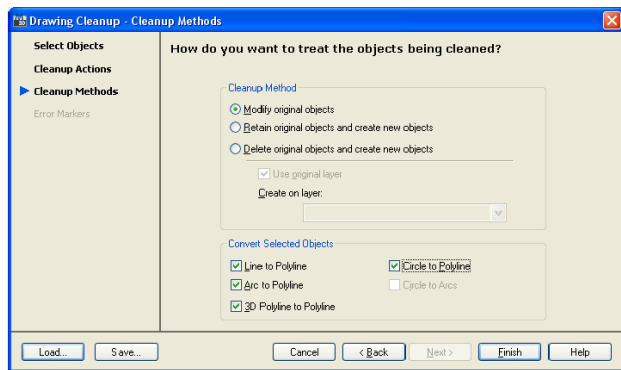 Drawing Cleanup - Cleanup Methods
Select Objects
Cleanup Actions
Cleanup Methods
Error Markers
How do you want to treat the objects being cleaned?
Cleanup Method
Modify original objects
Retain original objects and create new objects
Delete original objects and create new objects
Use original layer
Create on layer:
Convert Selected Objects
Line to Polyline
Circle to Polyline
Arc to Polyline
Circle to Arcs
3D Polyline to Polyline
Load...
Save...
Cancel
< Back
Next >
Finish
Help